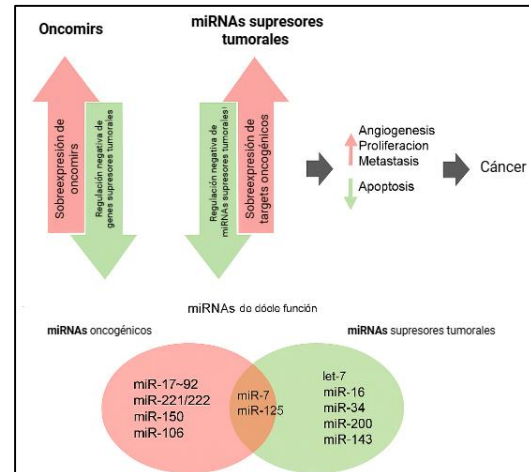 Oncomirs
miRNAs supresores
tumorales
Sobreexpresión de
oncomirs
Regulación negativa de
genes supresores tumorales
Regulación negativa de
miRNAs supresores tumorales
Sobreexpresión de
targets oncogénicos
Angiogenesis
Proliferacion
Metastasis
Apoptosis
Cáncer
miRNAs de doble función
miRNAs oncogénicos
miRNAs supresores tumorales
miR-17~92
miR-221/222
miR-150
miR-106
miR-7
miR-125
let-7
miR-16
miR-34
miR-200
miR-143